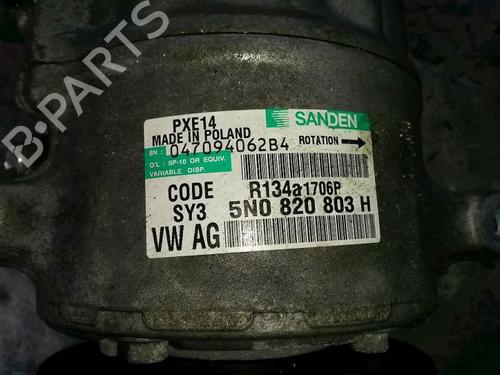 B-PARTS
PXE14
MADE IN POLAND
SANDEN
SN: 047094062B4
ROTATION
O'L: SP-10 OR EQUIV.
VARIABLE DISP.
CODE
R134a 1706P
SY3
5N0 820 803 H
VW AG